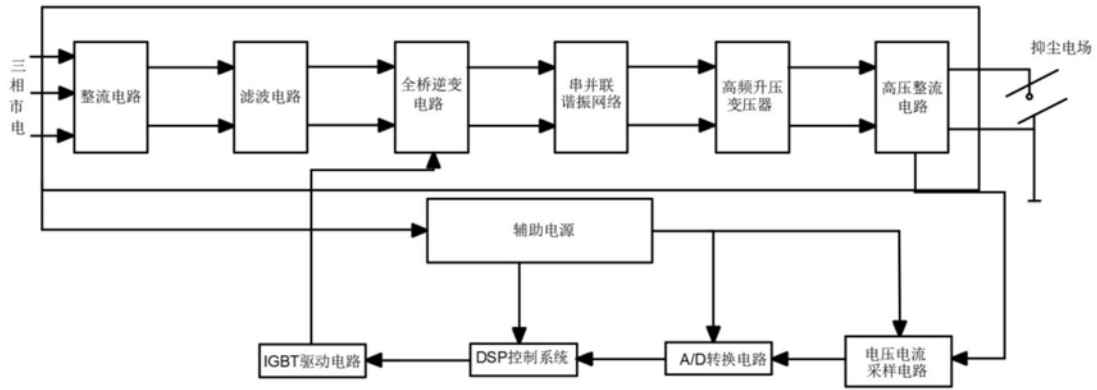 抑尘电场
三
相
市
电
整流电路
滤波电路
全桥逆变
电路
串并联
谐振网络
高频升压
变压器
高压整流
电路
辅助电源
IGBT驱动电路
DSP控制系统
A/D转换电路
电压电流
采样电路